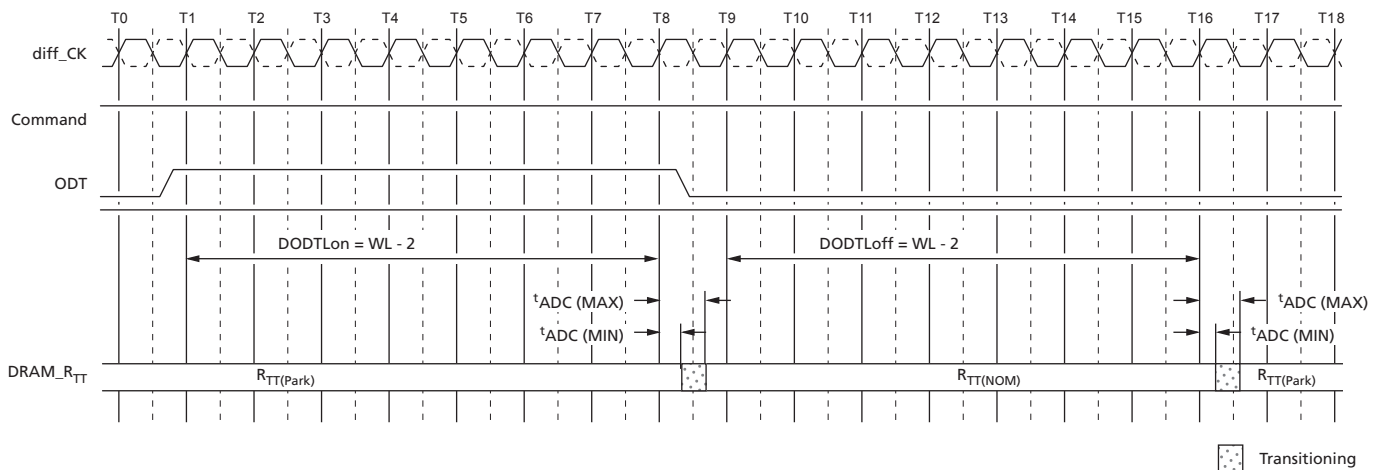 T0 T1 T2 T3 T4 T5 T6 T7 T8 T9 T10 T11 T12 T13 T14 T15 T16 T17 T18
diff_CK
Command
ODT
DODTLon = WL - 2 DODTLoff = WL - 2
tADC (MAX) tADC (MAX)
tADC (MIN) tADC (MIN)
DRAM_RTT RTT(Park) RTT(NOM) RTT(Park)
Transitioning